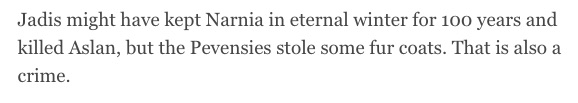 Jadis might have kept Narnia in eternal winter for 100 years and
killed Aslan, but the Pevensies stole some fur coats. That is also a
crime.